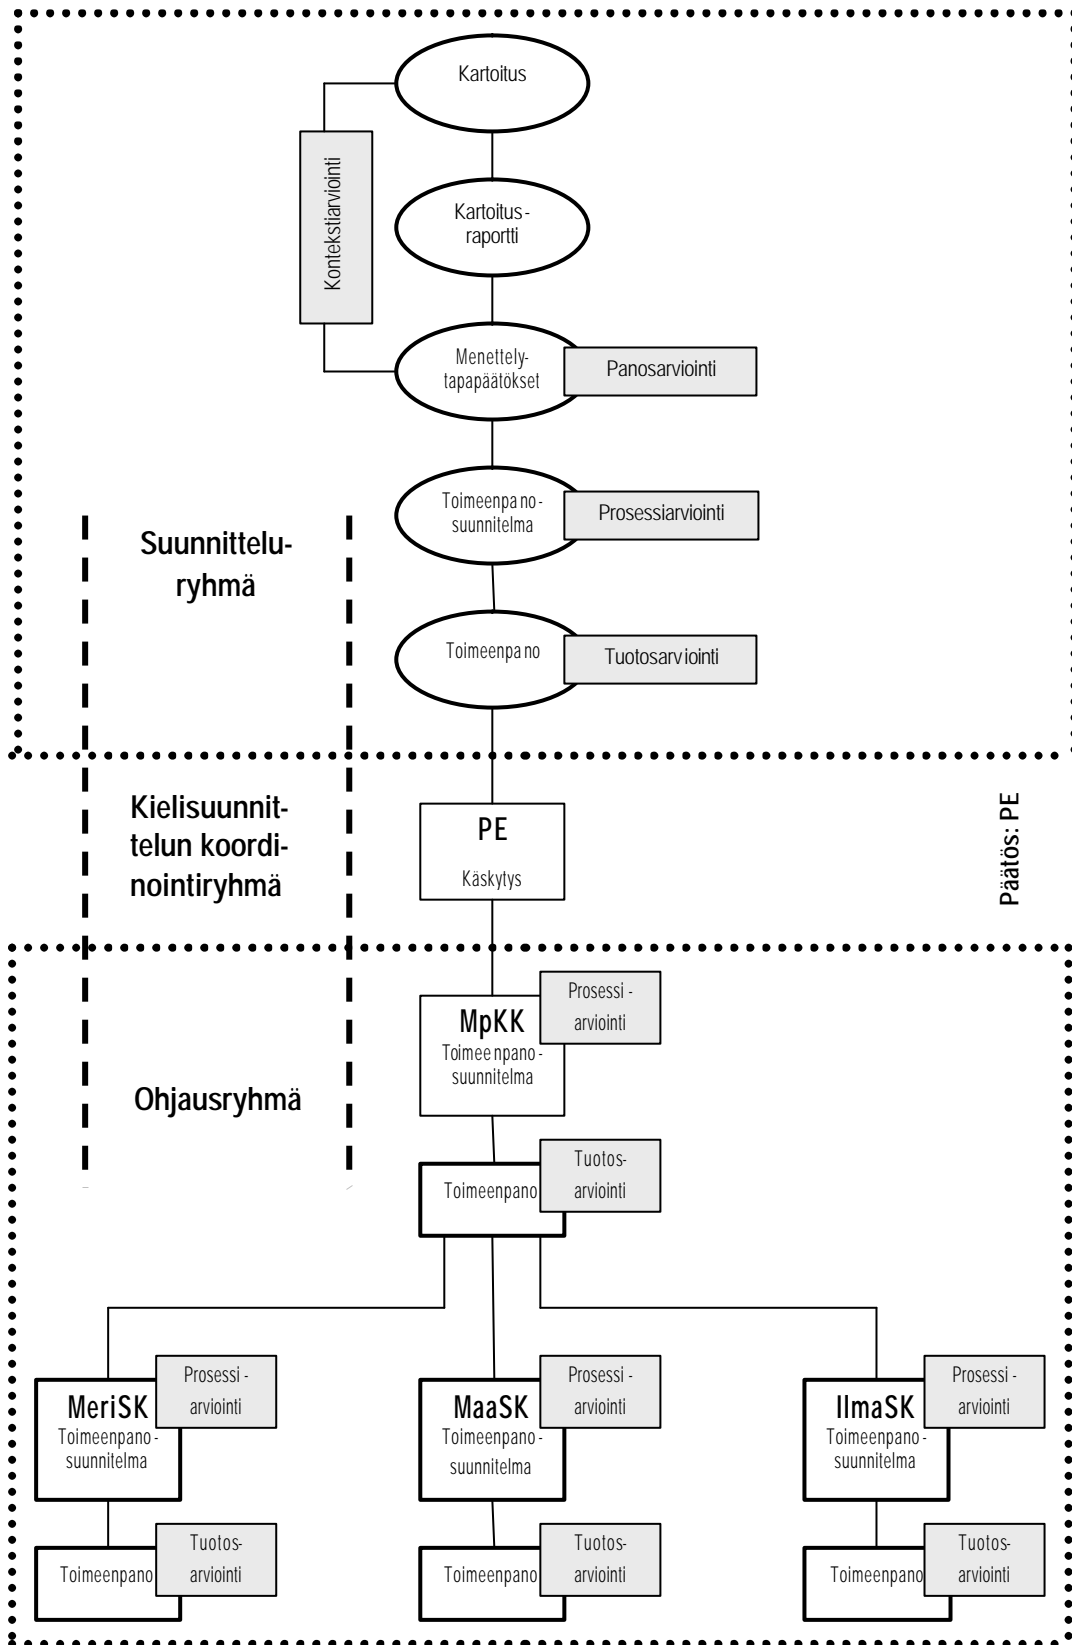 Kartoitus
Kontekstiarviointi
Kartoitus-
raportti
Menettely-
tapapäätökset
Panosarviointi
Toimeenpano-
suunnitelma
Prosessiarviointi
Suunnittelu-
ryhmä
Toimeenpano
Tuotosarviointi
Kielisuunnit-
telun koordi-
nointiryhmä
PE
Käskytys
Päätös: PE
Prosessi-
arviointi
MpKK
Toimeenpano-
suunnitelma
Ohjausryhmä
Tuotos-
arviointi
Toimeenpano
Prosessi-
arviointi
MeriSK
Toimeenpano-
suunnitelma
Prosessi-
arviointi
MaaSK
Toimeenpano-
suunnitelma
Prosessi-
arviointi
IlmaSK
Toimeenpano-
suunnitelma
Tuotos-
arviointi
Toimeenpano
Tuotos-
arviointi
Toimeenpano
Tuotos-
arviointi
Toimeenpano